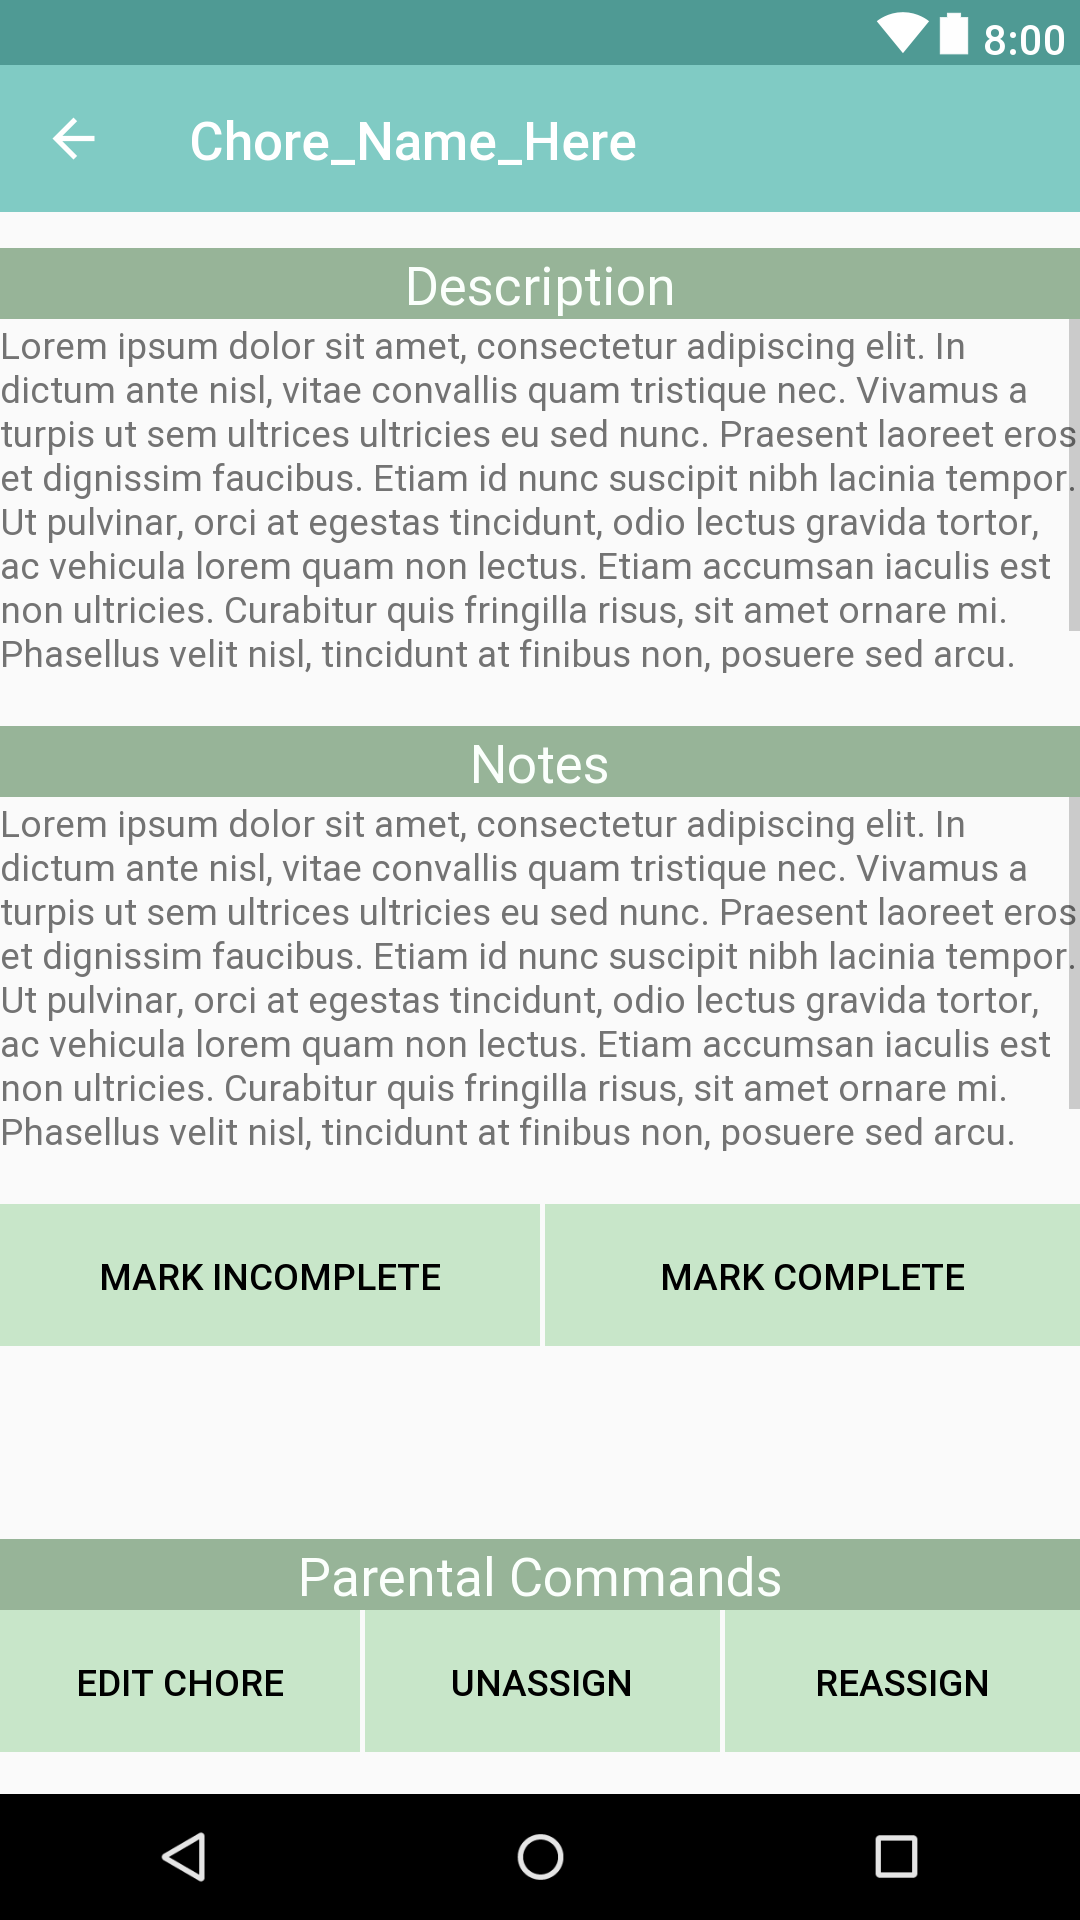 8:00
Chore_Name_Here
Description
Lorem ipsum dolor sit amet, consectetur adipiscing elit. In
dictum ante nisl, vitae convallis quam tristique nec. Vivamus a
turpis ut sem ultrices ultricies eu sed nunc. Praesent laoreet eros
et dignissim faucibus. Etiam id nunc suscipit nibh lacinia tempor.
Ut pulvinar, orci at egestas tincidunt, odio lectus gravida tortor,
ac vehicula lorem quam non lectus. Etiam accumsan iaculis est
non ultricies. Curabitur quis fringilla risus, sit amet ornare mi.
Phasellus velit nisl, tincidunt at finibus non, posuere sed arcu.
Notes
Lorem ipsum dolor sit amet, consectetur adipiscing elit. In
dictum ante nisl, vitae convallis quam tristique nec. Vivamus a
turpis ut sem ultrices ultricies eu sed nunc. Praesent laoreet eros
et dignissim faucibus. Etiam id nunc suscipit nibh lacinia tempor.
Ut pulvinar, orci at egestas tincidunt, odio lectus gravida tortor,
ac vehicula lorem quam non lectus. Etiam accumsan iaculis est
non ultricies. Curabitur quis fringilla risus, sit amet ornare mi.
Phasellus velit nisl, tincidunt at finibus non, posuere sed arcu.
MARK INCOMPLETE MARK COMPLETE
Parental Commands
EDIT CHORE UNASSIGN REASSIGN